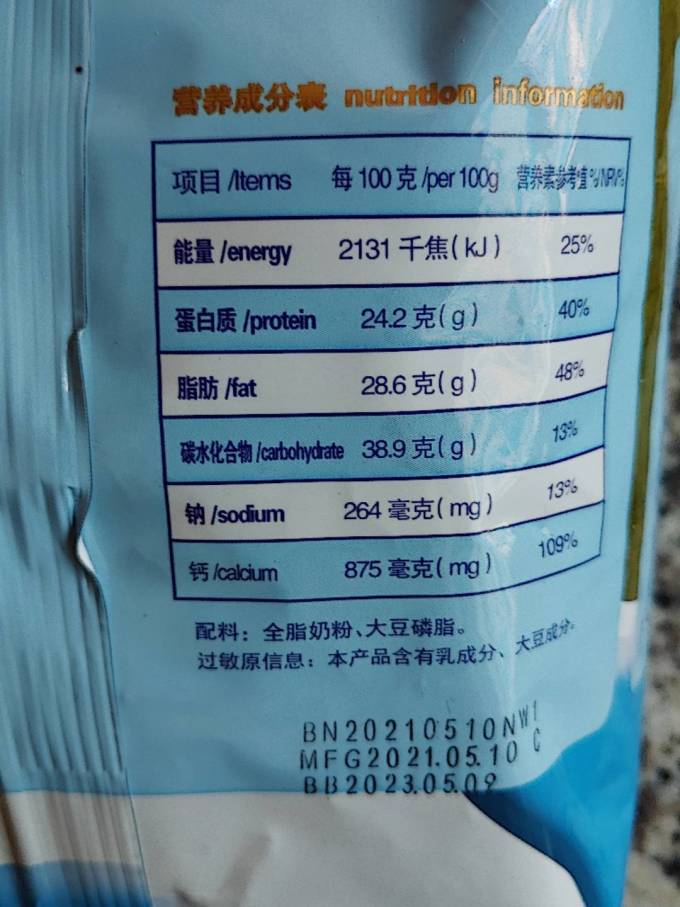 营养成分表 nutrition information
项目/Items 每100克/per 100g 营养素参考值%/NRV%
能量/energy 2131 千焦(kJ) 25%
蛋白质/protein 24.2 克(g) 40%
脂肪/fat 28.6 克(g) 48%
碳水化合物/carbohydrate 38.9 克(g) 13%
钠/sodium 264 毫克(mg) 13%
钙/calcium 875 毫克(mg) 109%
配料：全脂奶粉、大豆磷脂。
过敏原信息：本产品含有乳成分、大豆成分。
BN20210510NW1
MFG2021.05.10 C
BB2023.05.09